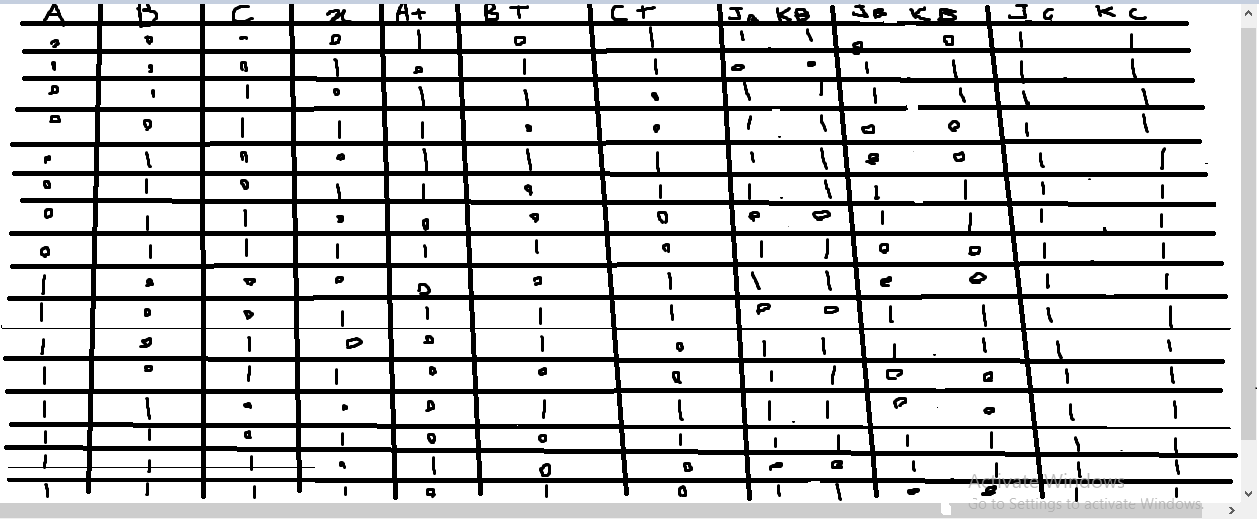 A B C x A+ B+ C+ JA KB JB KB JC KC
0 0 0 0 1 0 1 1 1 0 0 1 1
0 0 0 1 0 1 1 0 0 1 1 1 1
0 0 1 0 1 1 0 1 1 1 1 1 1
0 0 1 1 1 0 0 1 1 0 0 1 1
0 1 0 0 1 1 1 1 1 0 0 1 1
0 1 0 1 1 0 1 1 1 1 1 1 1
0 1 1 0 0 0 0 0 0 1 1 1 1
0 1 1 1 1 1 0 1 1 0 0 1 1
1 0 0 0 0 0 1 1 1 0 0 1 1
1 0 0 1 1 1 1 0 0 1 1 1 1
1 0 1 0 0 1 0 1 1 1 1 1 1
1 0 1 1 0 0 0 1 1 0 0 1 1
1 1 0 0 0 1 1 1 1 0 0 1 1
1 1 0 1 0 0 1 1 1 1 1 1 1
1 1 1 0 1 0 0 0 0 1 1 1 1
1 1 1 1 0 1 0 1 1 0 0 1 1
Activate Windows
Go to Settings to activate Windows.